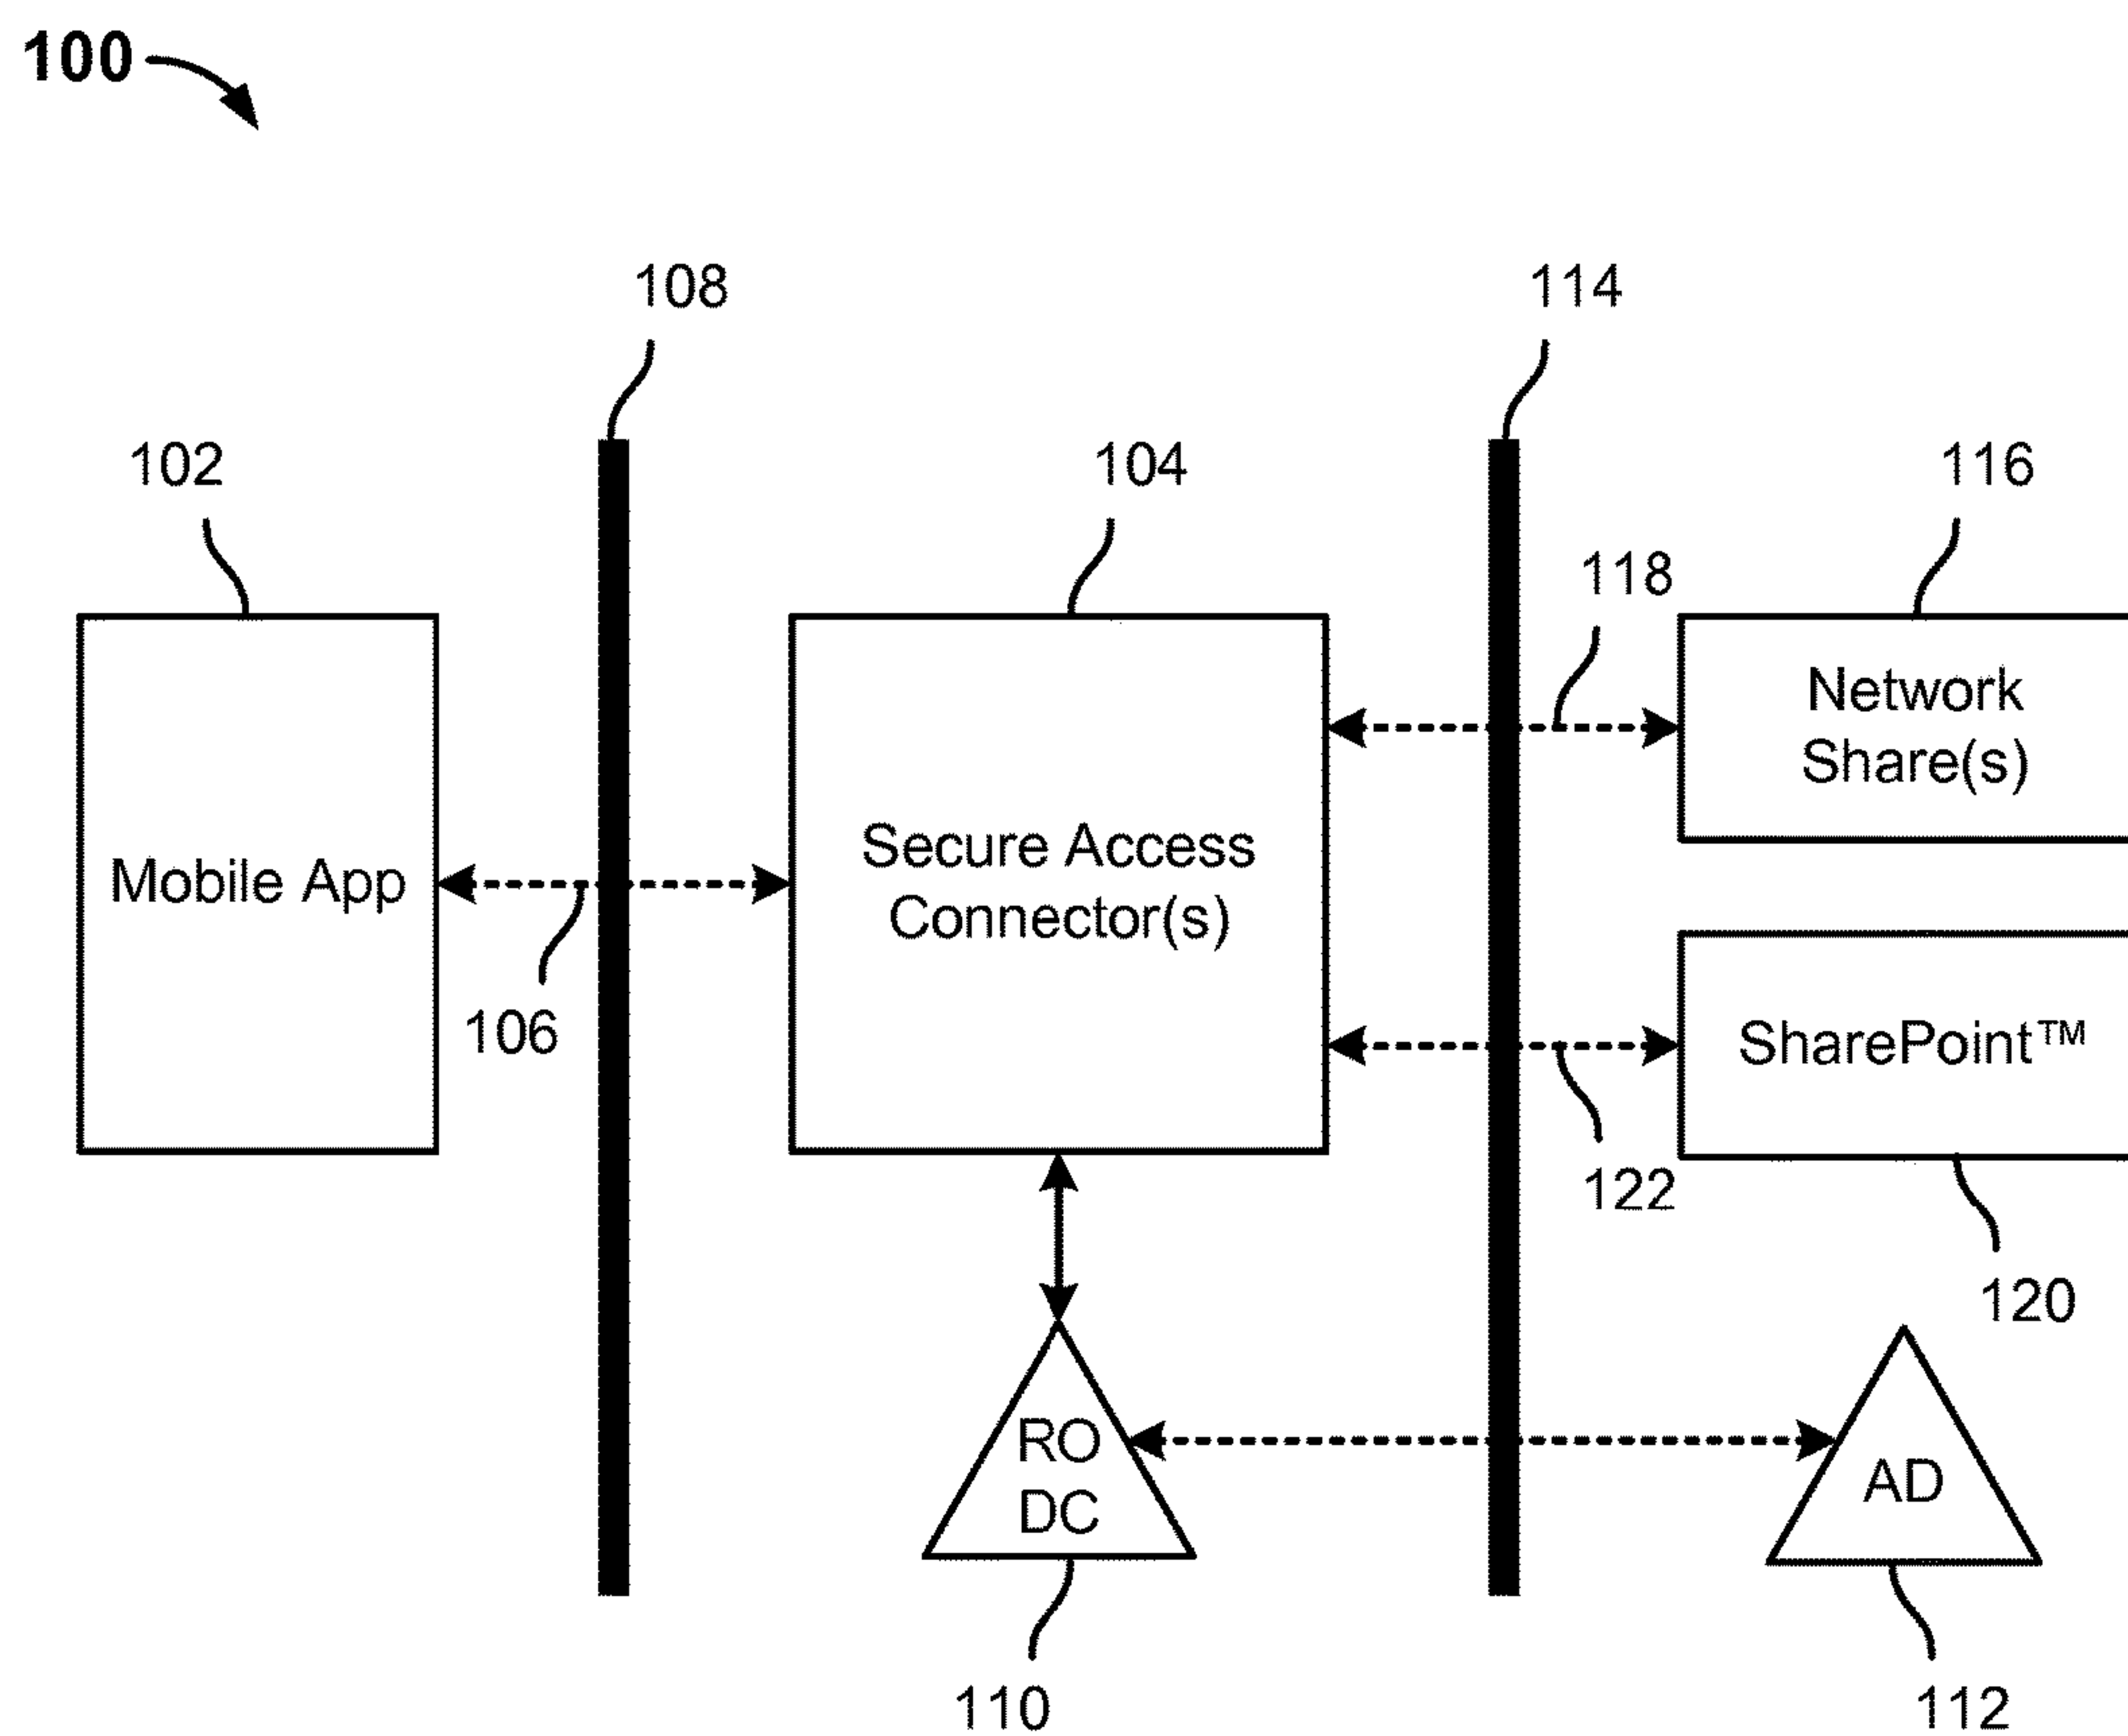 100
108
114
102
104
116
118
Network
Share(s)
Mobile App
Secure Access
Connector(s)
106
SharePoint™
122
120
RO
DC
AD
110
112